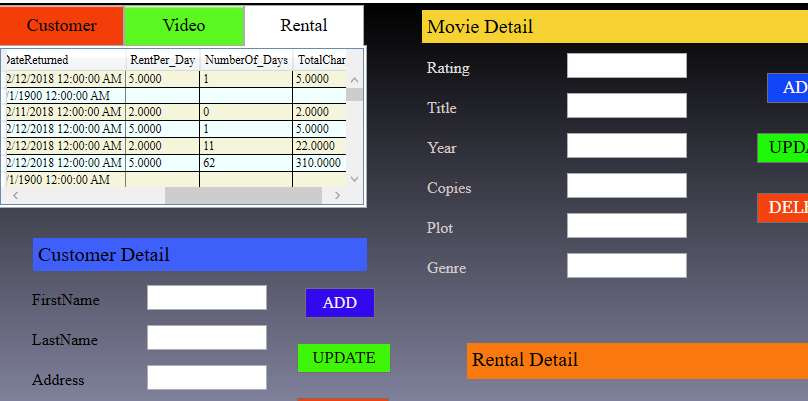 Customer Video Rental
DateReturned RentPer_Day NumberOf_Days TotalChar
2/12/2018 12:00:00 AM 5.0000 1 5.0000
/1/1900 12:00:00 AM
2/11/2018 12:00:00 AM 2.0000 0 2.0000
2/12/2018 12:00:00 AM 5.0000 1 5.0000
2/12/2018 12:00:00 AM 2.0000 11 22.0000
2/12/2018 12:00:00 AM 5.0000 62 310.0000
/1/1900 12:00:00 AM
Customer Detail
FirstName
ADD
LastName
UPDATE
Address
Movie Detail
Rating
AD
Title
Year
UPDA
Copies
Plot
DELE
Genre
Rental Detail